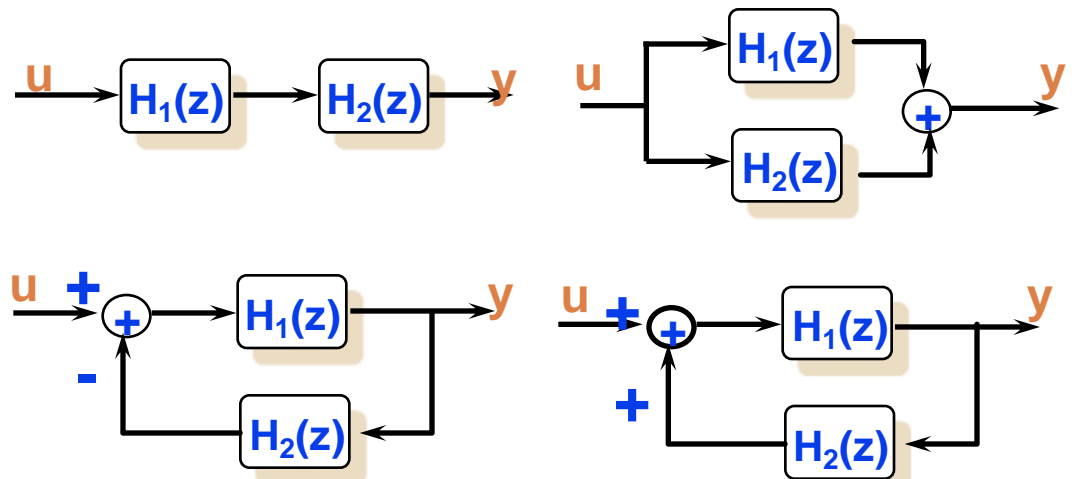 u H₁(z) H₂(z) y
u H₁(z) + y
H₂(z)
u + + H₁(z) y
-
H₂(z)
u + + H₁(z) y
+
H₂(z)